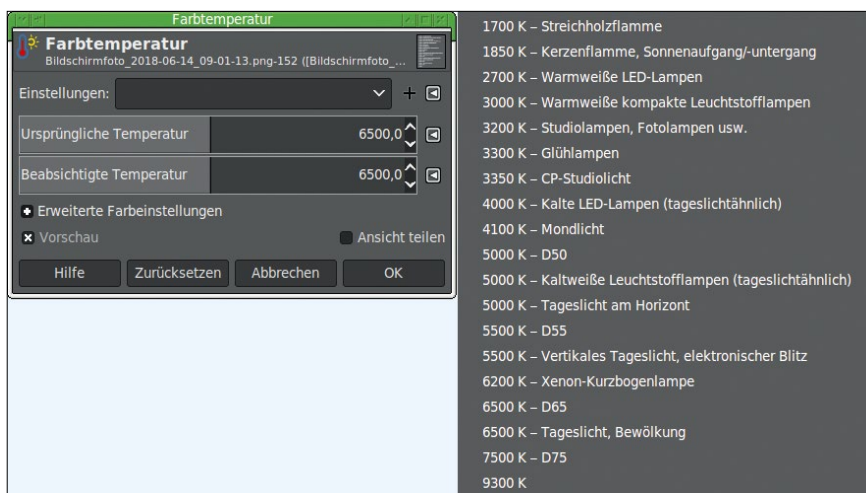 Farbtemperatur
Farbtemperatur
Bildschirmfoto_2018-06-14_09-01-13.png-152 ([Bildschirmfoto_...
Einstellungen:
Ursprüngliche Temperatur 6500,0
Beabsichtigte Temperatur 6500,0
Erweiterte Farbeinstellungen
Vorschau Ansicht teilen
Hilfe Zurücksetzen Abbrechen OK
1700 K – Streichholzflamme
1850 K – Kerzenflamme, Sonnenaufgang/-untergang
2700 K – Warmweiße LED-Lampen
3000 K – Warmweiße kompakte Leuchtstofflampen
3200 K – Studiolampen, Fotolampen usw.
3300 K – Glühlampen
3350 K – CP-Studiolicht
4000 K – Kalte LED-Lampen (tageslichtähnlich)
4100 K – Mondlicht
5000 K – D50
5000 K – Kaltweiße Leuchtstofflampen (tageslichtähnlich)
5000 K – Tageslicht am Horizont
5500 K – D55
5500 K – Vertikales Tageslicht, elektronischer Blitz
6200 K – Xenon-Kurzbogenlampe
6500 K – D65
6500 K – Tageslicht, Bewölkung
7500 K – D75
9300 K